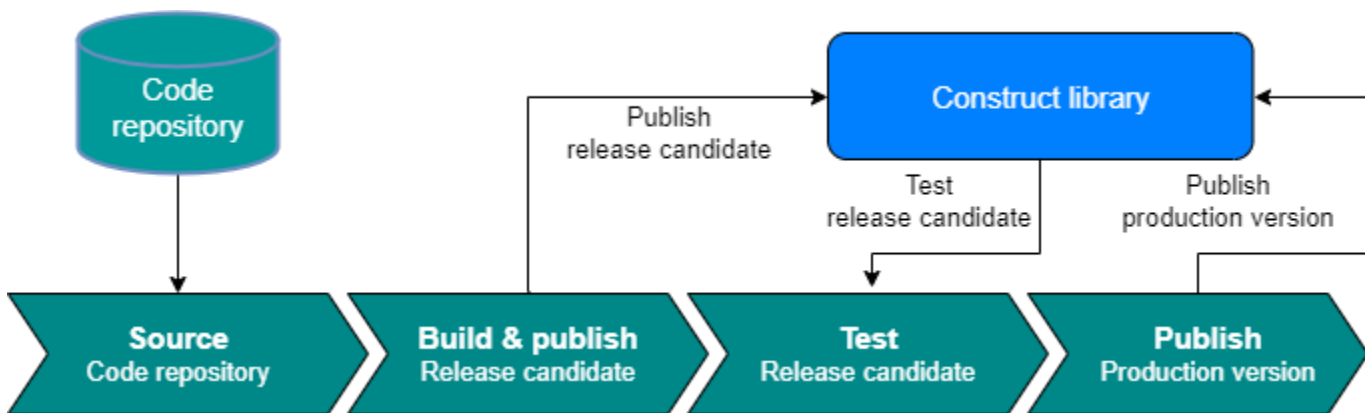 Code
repository
Construct library
Publish
release candidate
Test
release candidate
Publish
production version
Source
Code repository
Build & publish
Release candidate
Test
Release candidate
Publish
Production version